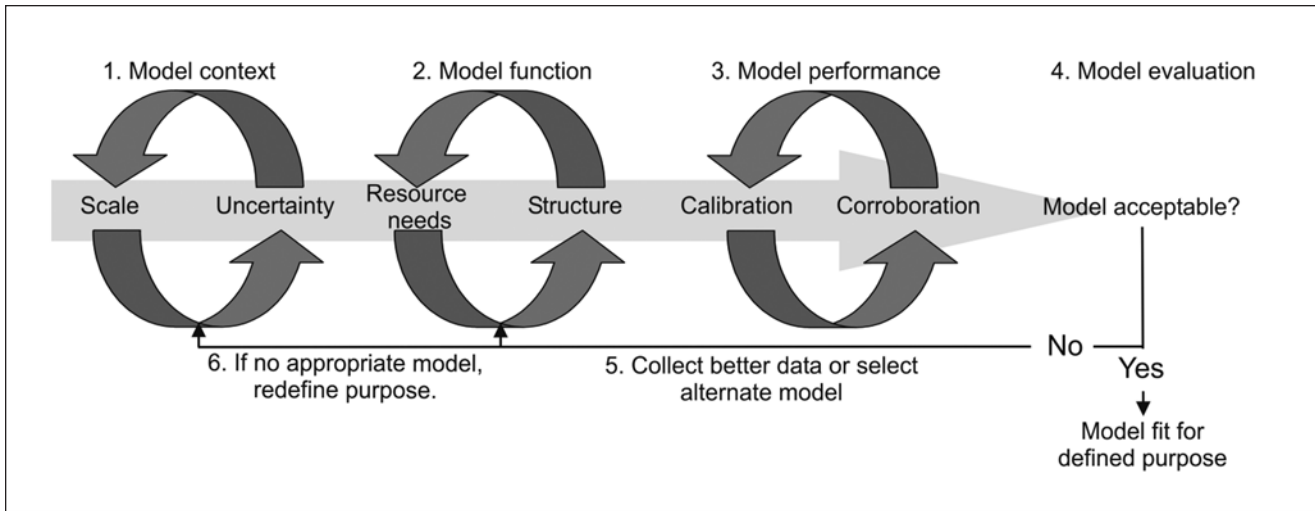 1. Model context
2. Model function
3. Model performance
4. Model evaluation
Scale
Uncertainty
Resource
needs
Structure
Calibration
Corroboration
Model acceptable?
6. If no appropriate model,
redefine purpose.
5. Collect better data or select
alternate model
No
Yes
Model fit for
defined purpose